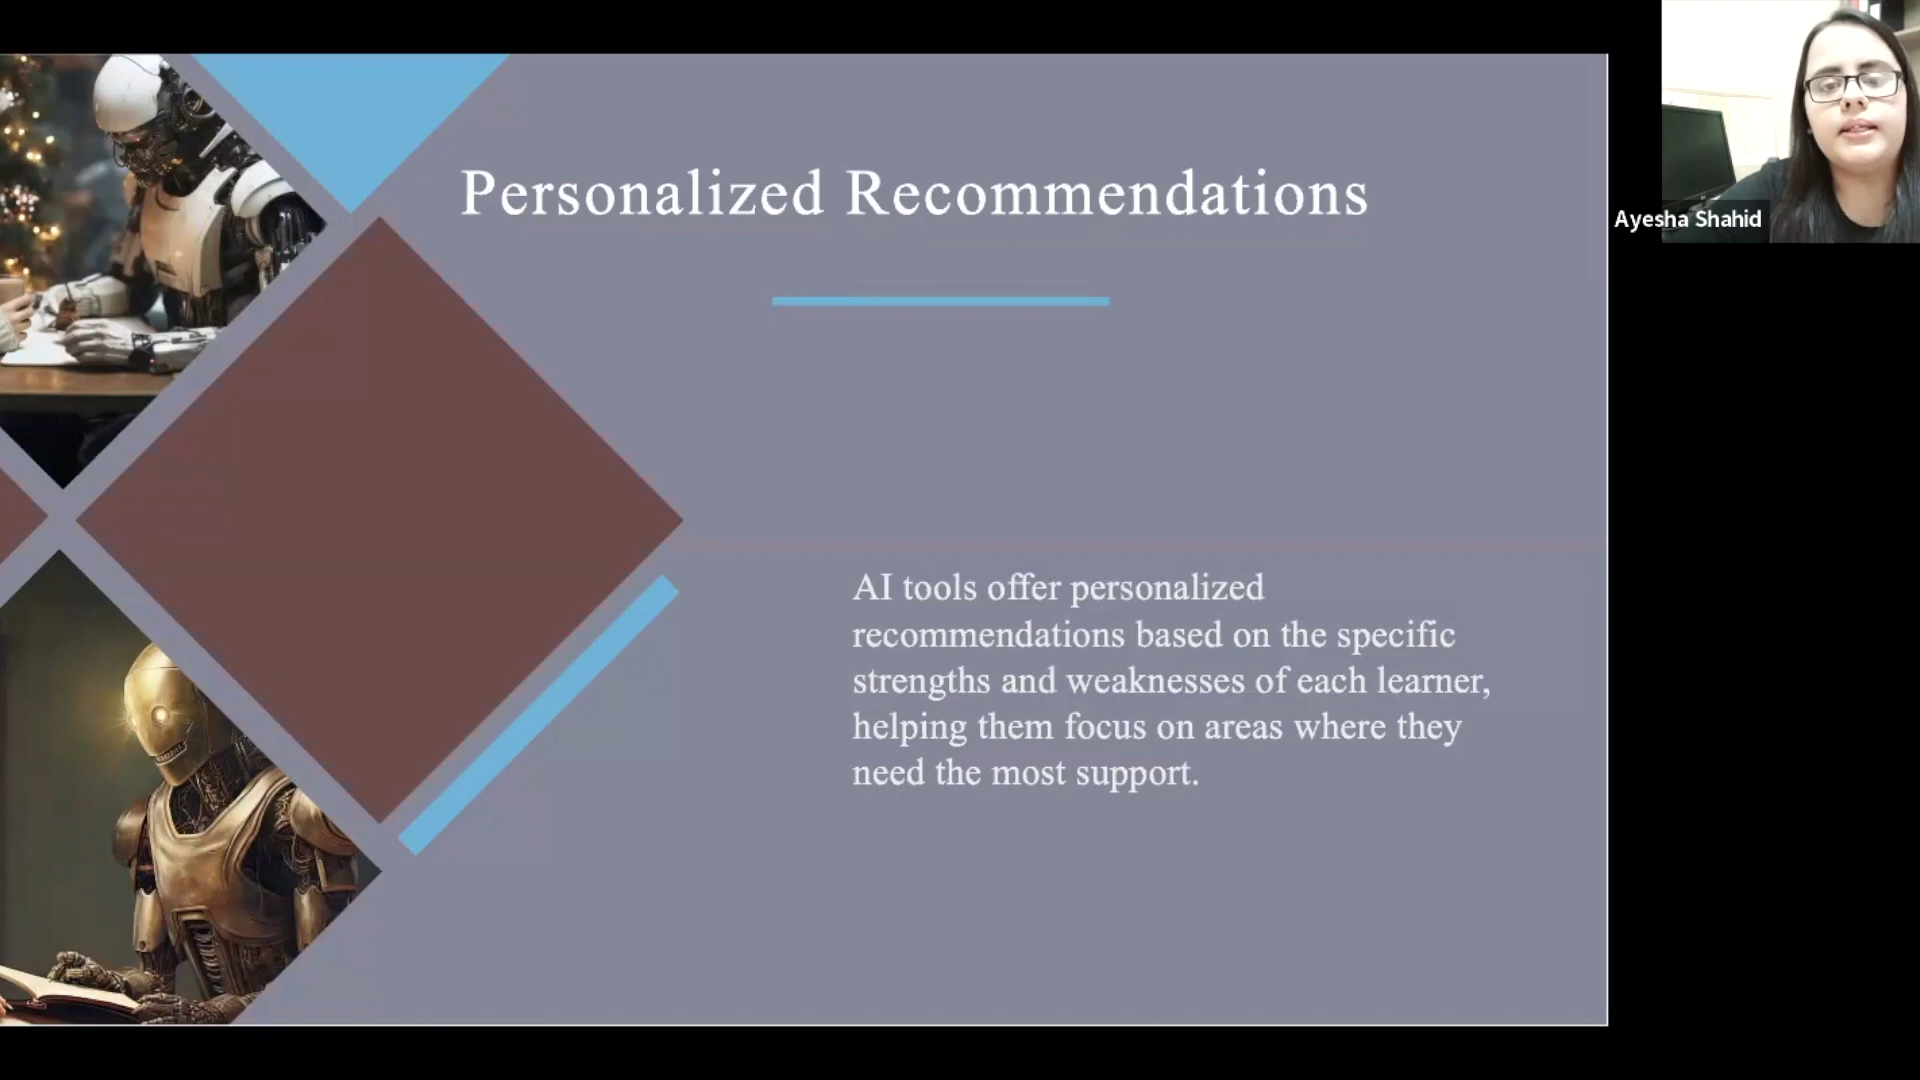 Personalized Recommendations
Ayesha Shahid
AI tools offer personalized
recommendations based on the specific
strengths and weaknesses of each learner,
helping them focus on areas where they
need the most support.